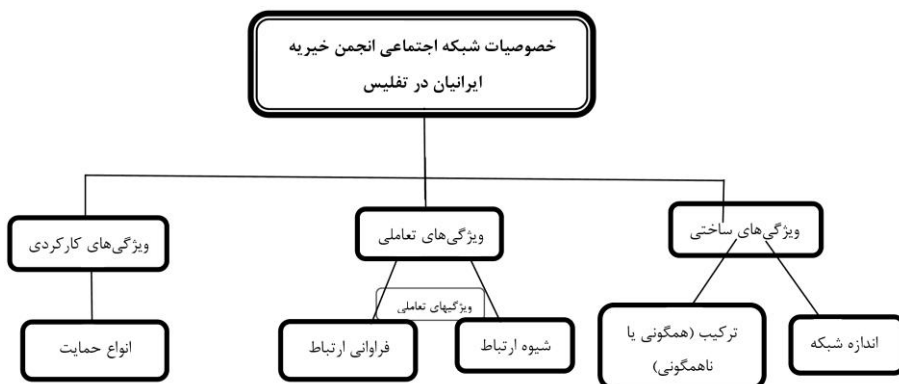 خصوصیات شبکه اجتماعی انجمن خیریه
ایرانیان در تفلیس
ویژگی‌های ساختی
ویژگی‌های تعاملی
ویژگی‌های کارکردی
ویژگیهای تعاملی
اندازه شبکه
ترکیب (همگونی یا
ناهمگونی)
شیوه ارتباط
فراوانی ارتباط
انواع حمایت